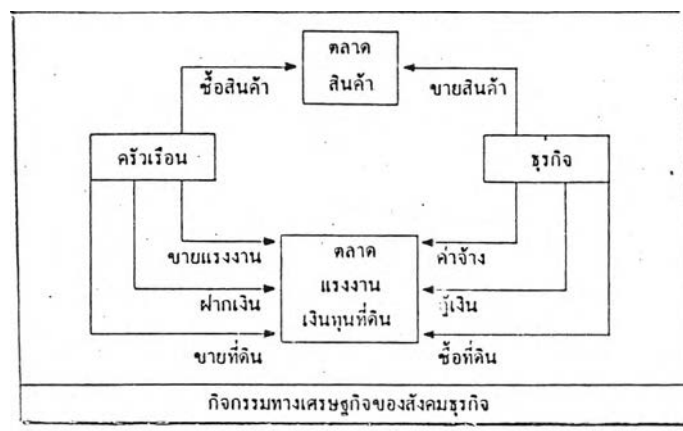 ตลาด
สินค้า
ซื้อสินค้า
ขายสินค้า
ครัวเรือน
ธุรกิจ
ตลาด
แรงงาน
เงินทุนที่ดิน
ขายแรงงาน
ค่าจ้าง
ฝากเงิน
กู้เงิน
ขายที่ดิน
ซื้อที่ดิน
กิจกรรมทางเศรษฐกิจของสังคมธุรกิจ